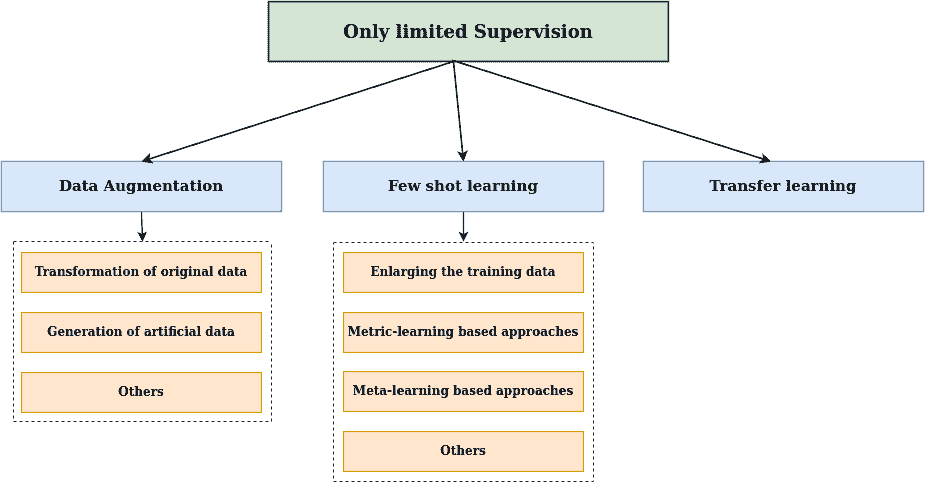 Only limited Supervision
Data Augmentation
Few shot learning
Transfer learning
Transformation of original data
Generation of artificial data
Others
Enlarging the training data
Metric-learning based approaches
Meta-learning based approaches
Others